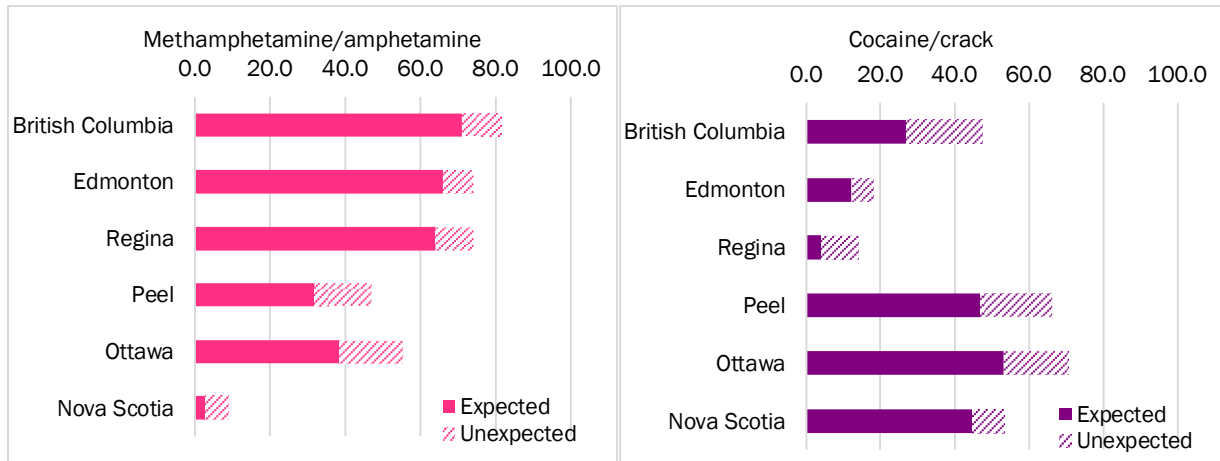 Methamphetamine/amphetamine
0.0 20.0 40.0 60.0 80.0 100.0
British Columbia
Edmonton
Regina
Peel
Ottawa
Nova Scotia
Expected
Unexpected
Cocaine/crack
0.0 20.0 40.0 60.0 80.0 100.0
British Columbia
Edmonton
Regina
Peel
Ottawa
Nova Scotia
Expected
Unexpected